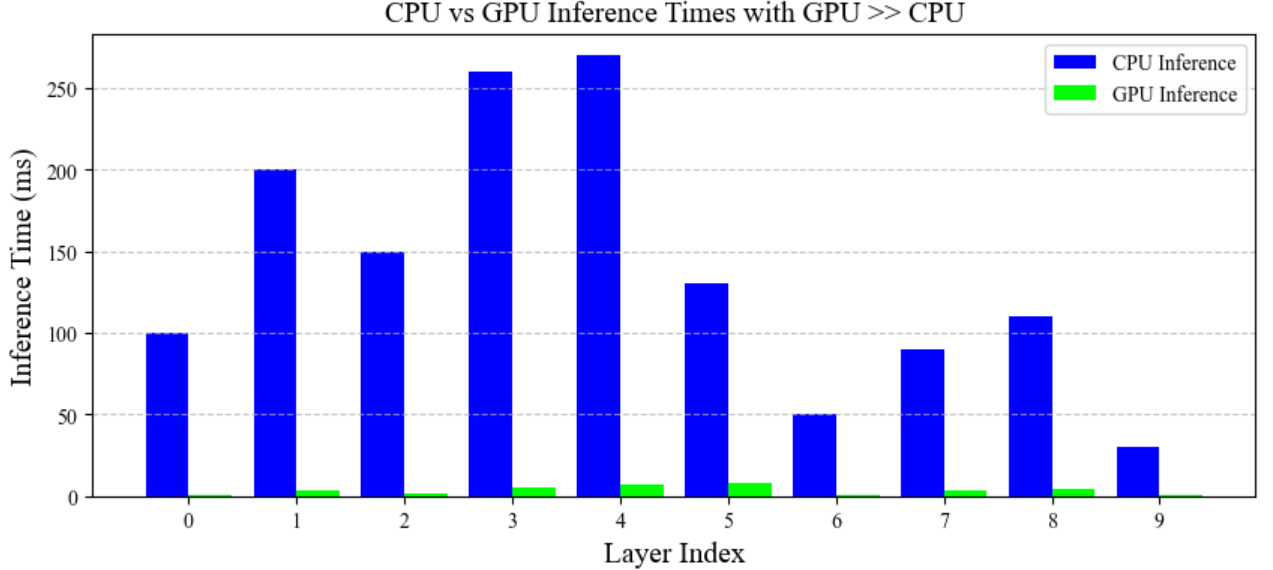 CPU vs GPU Inference Times with GPU >> CPU
CPU Inference
GPU Inference
Inference Time (ms)
250
200
150
100
50
0
0 1 2 3 4 5 6 7 8 9
Layer Index